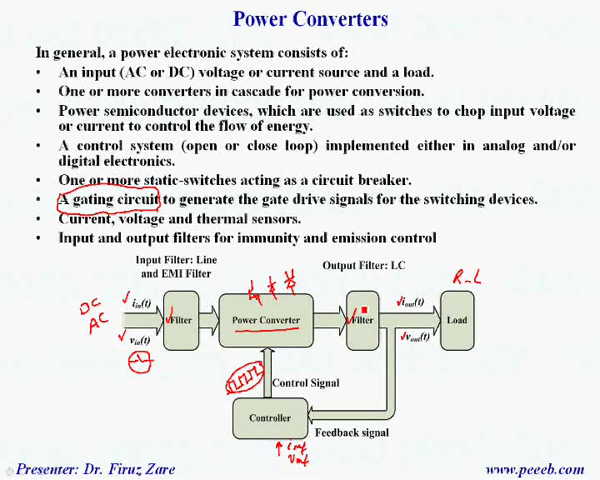 Power Converters
In general, a power electronic system consists of:
• An input (AC or DC) voltage or current source and a load.
• One or more converters in cascade for power conversion.
• Power semiconductor devices, which are used as switches to chop input voltage
or current to control the flow of energy.
• A control system (open or close loop) implemented either in analog and/or
digital electronics.
• One or more static-switches acting as a circuit breaker.
• A gating circuit to generate the gate drive signals for the switching devices.
• Current, voltage and thermal sensors.
• Input and output filters for immunity and emission control
Input Filter: Line
and EMI Filter
Output Filter: LC
R-L
DC
AC
iin(t)
vin(t)
Filter
Power Converter
Filter
iout(t)
vout(t)
Load
Control Signal
Controller
Feedback signal
iref
Vref
Presenter: Dr. Firuz Zare
www.peeeb.com